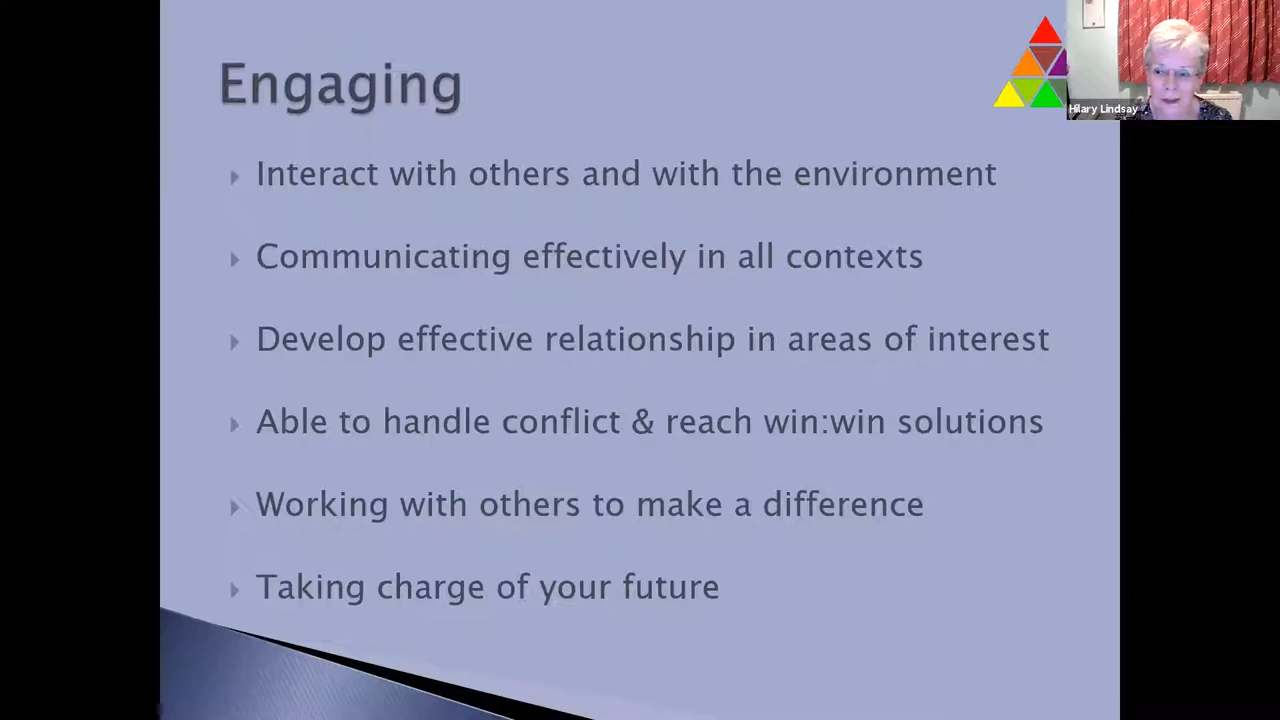 Engaging
Hilary Lindsay
Interact with others and with the environment
Communicating effectively in all contexts
Develop effective relationship in areas of interest
Able to handle conflict & reach win:win solutions
Working with others to make a difference
Taking charge of your future